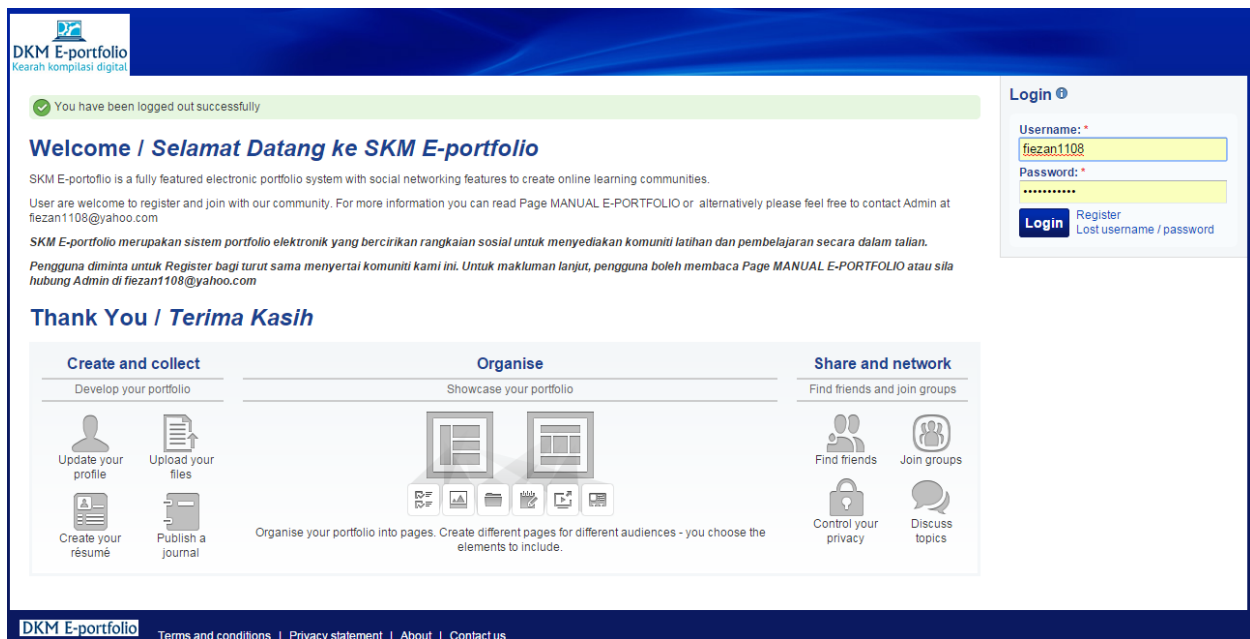 DKM E-portfolio
Kearah kompilasi digital
You have been logged out successfully
Welcome / Selamat Datang ke SKM E-portfolio
SKM E-portoflio is a fully featured electronic portfolio system with social networking features to create online learning communities.
User are welcome to register and join with our community. For more information you can read Page MANUAL E-PORTFOLIO or alternatively please feel free to contact Admin at
fiezan1108@yahoo.com
SKM E-portfolio merupakan sistem portfolio elektronik yang bercirikan rangkaian sosial untuk menyediakan komuniti latihan dan pembelajaran secara dalam talian.
Pengguna diminta untuk Register bagi turut sama menyertai komuniti kami ini. Untuk makluman lanjut, pengguna boleh membaca Page MANUAL E-PORTFOLIO atau sila
hubung Admin di fiezan1108@yahoo.com
Thank You / Terima Kasih
Create and collect
Develop your portfolio
Update your
profile
Upload your
files
Create your
résumé
Publish a
journal
Organise
Showcase your portfolio
Organise your portfolio into pages. Create different pages for different audiences - you choose the
elements to include.
Share and network
Find friends and join groups
Find friends
Join groups
Control your
privacy
Discuss
topics
Login
Username: *
fiezan1108
Password: *
•••••••••••
Login
Register
Lost username / password
DKM E-portfolio
Terms and conditions | Privacy statement | About | Contact us